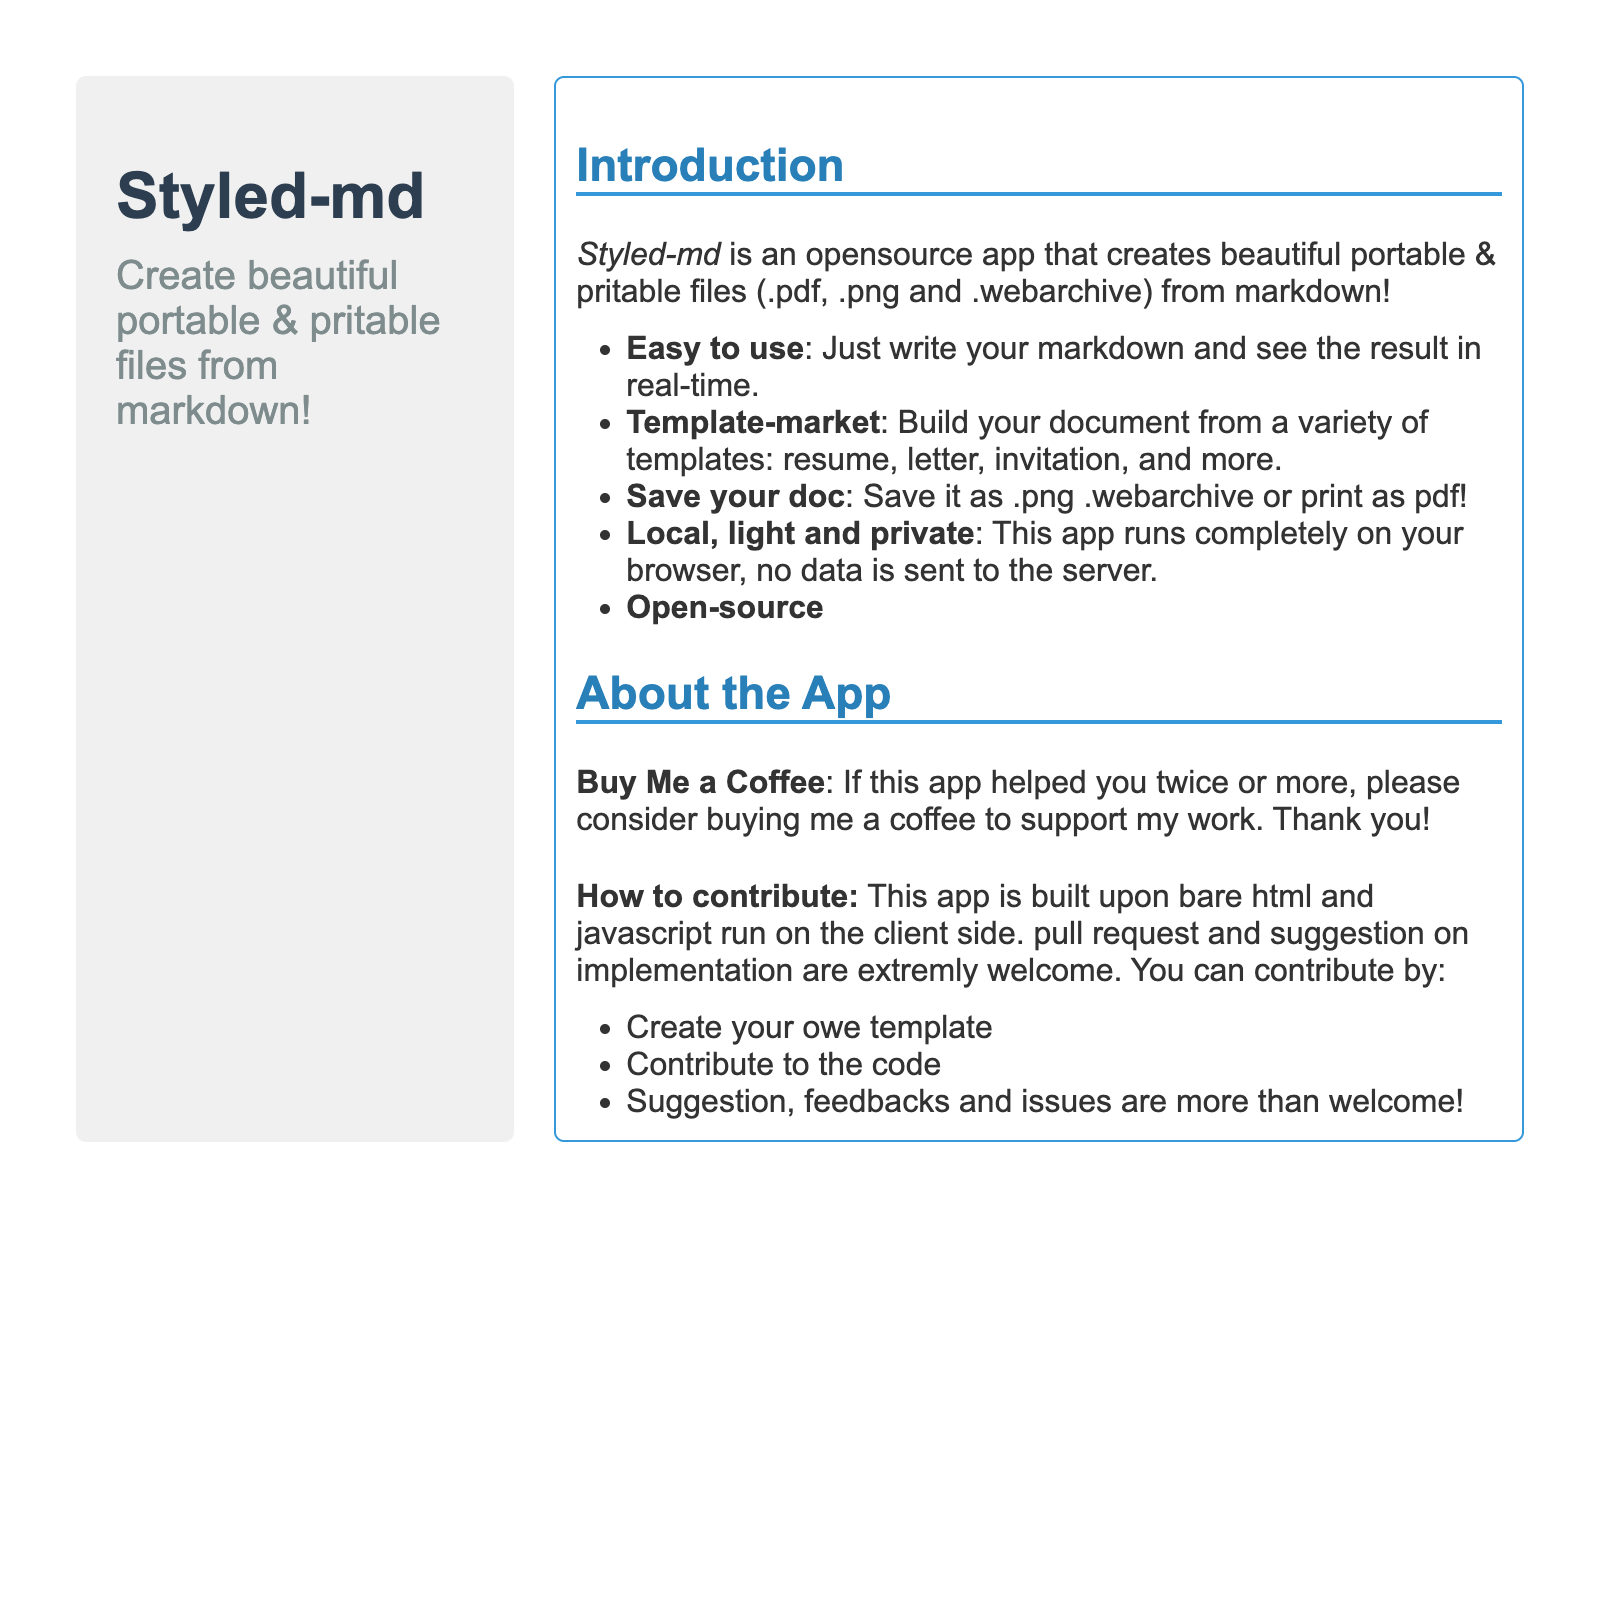 Styled-md
Create beautiful
portable & pritable
files from
markdown!
Introduction
Styled-md is an opensource app that creates beautiful portable &
pritable files (.pdf, .png and .webarchive) from markdown!
• Easy to use: Just write your markdown and see the result in
real-time.
• Template-market: Build your document from a variety of
templates: resume, letter, invitation, and more.
• Save your doc: Save it as .png .webarchive or print as pdf!
• Local, light and private: This app runs completely on your
browser, no data is sent to the server.
• Open-source
About the App
Buy Me a Coffee: If this app helped you twice or more, please
consider buying me a coffee to support my work. Thank you!
How to contribute: This app is built upon bare html and
javascript run on the client side. pull request and suggestion on
implementation are extremly welcome. You can contribute by:
• Create your owe template
• Contribute to the code
• Suggestion, feedbacks and issues are more than welcome!